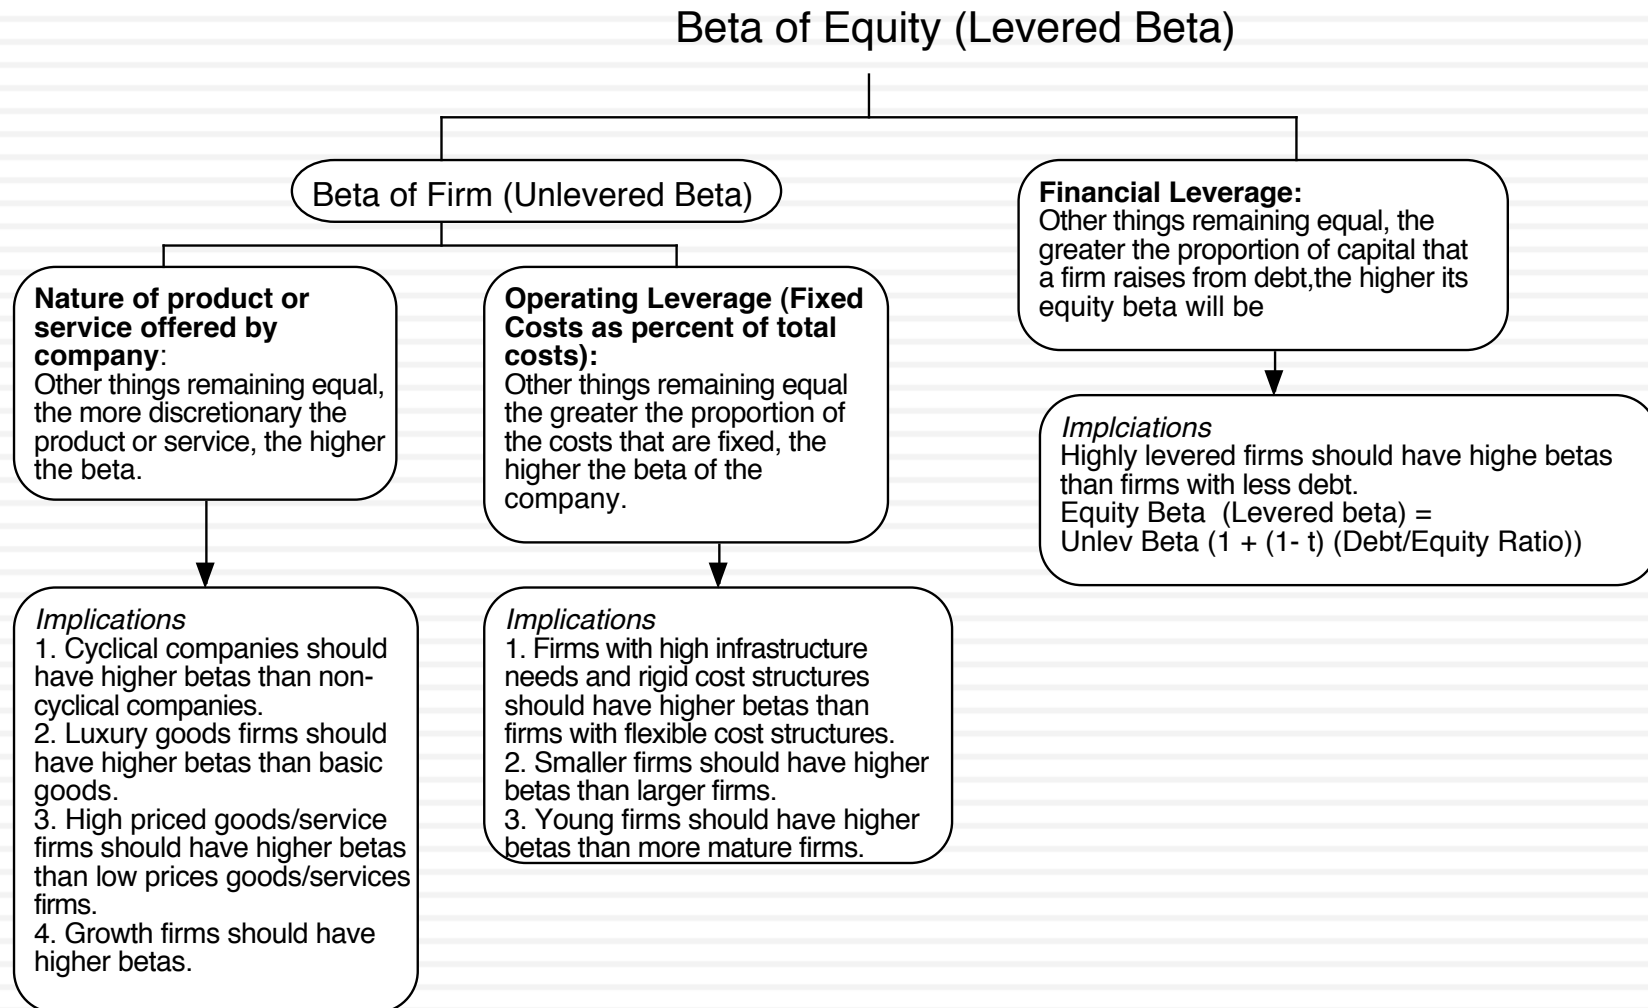 Beta of Equity (Levered Beta)
Beta of Firm (Unlevered Beta)
Nature of product or
service offered by
company:
Other things remaining equal,
the more discretionary the
product or service, the higher
the beta.
Operating Leverage (Fixed
Costs as percent of total
costs):
Other things remaining equal
the greater the proportion of
the costs that are fixed, the
higher the beta of the
company.
Financial Leverage:
Other things remaining equal, the
greater the proportion of capital that
a firm raises from debt,the higher its
equity beta will be
Implications
1. Cyclical companies should
have higher betas than non-
cyclical companies.
2. Luxury goods firms should
have higher betas than basic
goods.
3. High priced goods/service
firms should have higher betas
than low prices goods/services
firms.
4. Growth firms should have
higher betas.
Implications
1. Firms with high infrastructure
needs and rigid cost structures
should have higher betas than
firms with flexible cost structures.
2. Smaller firms should have higher
betas than larger firms.
3. Young firms should have higher
betas than more mature firms.
Implciations
Highly levered firms should have highe betas
than firms with less debt.
Equity Beta (Levered beta) =
Unlev Beta (1 + (1- t) (Debt/Equity Ratio))